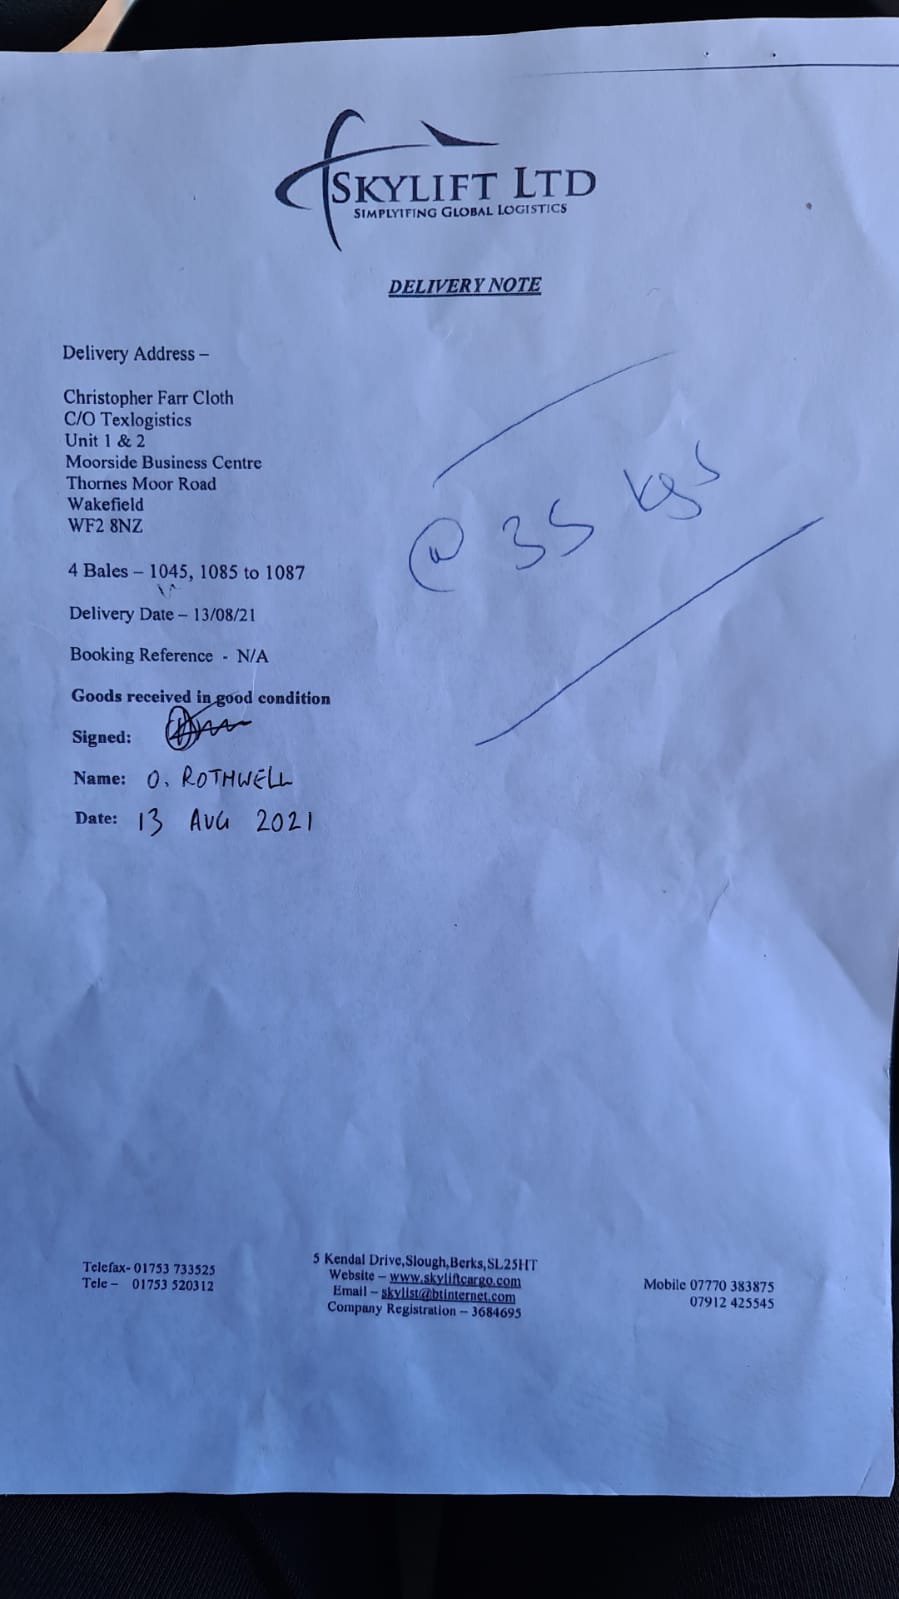 SKYLIFT LTD
SIMPLYIFING GLOBAL LOGISTICS
DELIVERY NOTE
Delivery Address –
Christopher Farr Cloth
C/O Texlogistics
Unit 1 & 2
Moorside Business Centre
Thornes Moor Road
Wakefield
WF2 8NZ
@ 35 kgs
4 Bales – 1045, 1085 to 1087
Delivery Date – 13/08/21
Booking Reference - N/A
Goods received in good condition
Signed:
Name: O. ROTHWELL
Date: 13 AUG 2021
Telefax- 01753 733525
Tele – 01753 520312
5 Kendal Drive,Slough,Berks,SL25HT
Website – www.skyliftcargo.com
Email – skylist@btinternet.com
Company Registration – 3684695
Mobile 07770 383875
07912 425545